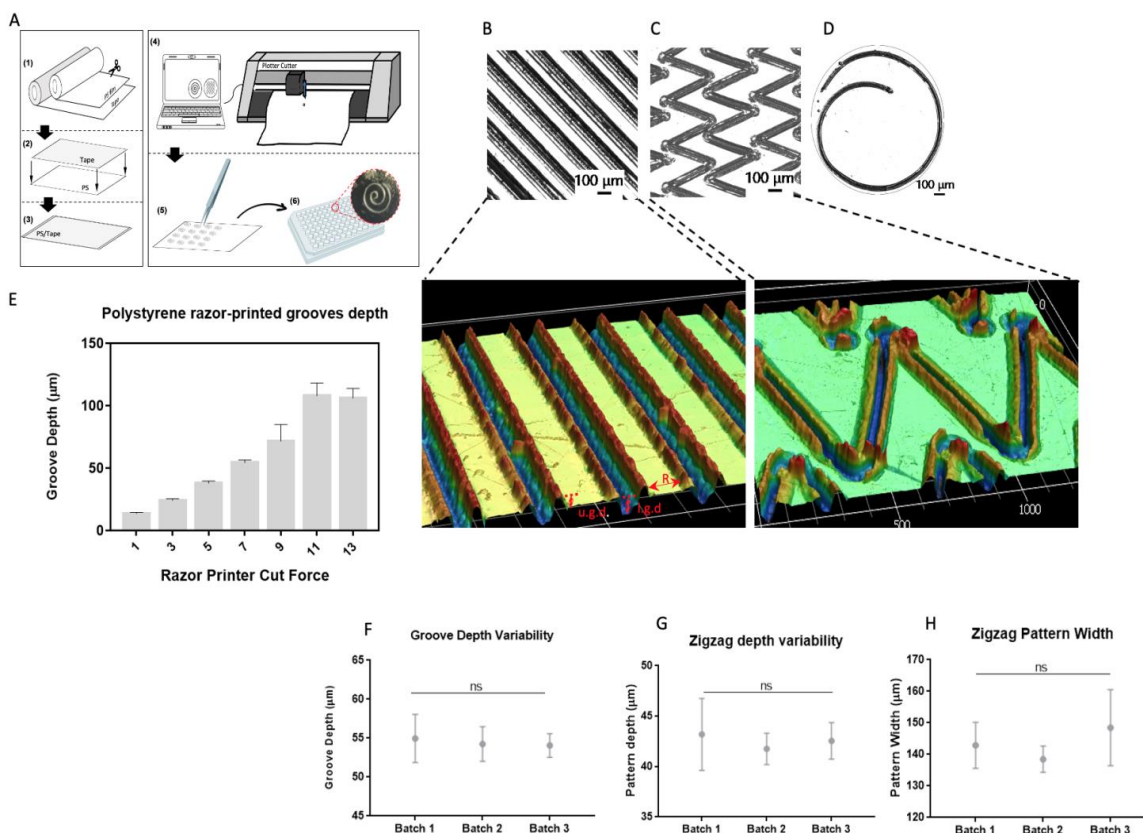 A
(1)
PS film
Tape
(2)
Tape
PS
(3)
PS/Tape
(4)
Plotter Cutter
(5)
(6)
B
100 µm
C
100 µm
D
100 µm
R
u.g.d
l.g.d
0
500
1000
E
Polystyrene razor-printed grooves depth
Groove Depth (µm)
150
100
50
0
1 3 5 7 9 11 13
Razor Printer Cut Force
F
Groove Depth Variability
Groove Depth (µm)
65
60
55
50
45
ns
Batch 1 Batch 2 Batch 3
G
Zigzag depth variability
Pattern depth (µm)
50
45
40
35
ns
Batch 1 Batch 2 Batch 3
H
Zigzag Pattern Width
Pattern Width (µm)
170
160
150
140
130
120
ns
Batch 1 Batch 2 Batch 3